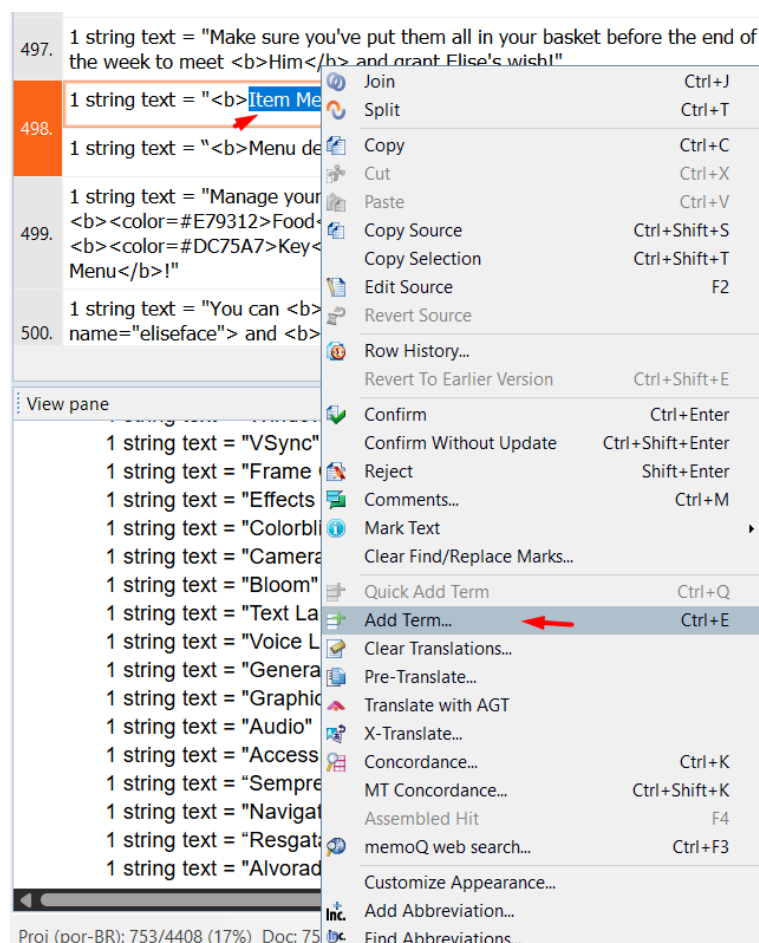 497.
1 string text = "Make sure you've put them all in your basket before the end of
the week to meet <b>Him</b> and grant Elise's wish!"
498.
1 string text = "<b>Item Me
1 string text = “<b>Menu de
499.
1 string text = "Manage your
<b><color=#E79312>Food<
<b><color=#DC75A7>Key<
Menu</b>!"
500.
1 string text = "You can <b>
name="eliseface"> and <b>
View pane
1 string text = "VSync"
1 string text = "Frame
1 string text = "Effects
1 string text = "Colorbli
1 string text = "Camera
1 string text = "Bloom"
1 string text = "Text La
1 string text = "Voice L
1 string text = "Genera
1 string text = "Graphic
1 string text = "Audio"
1 string text = "Access
1 string text = “Sempre
1 string text = "Navigat
1 string text = “Resgata
1 string text = "Alvorad
Proj (por-BR): 753/4408 (17%) Doc: 75
Join Ctrl+J
Split Ctrl+T
Copy Ctrl+C
Cut Ctrl+X
Paste Ctrl+V
Copy Source Ctrl+Shift+S
Copy Selection Ctrl+Shift+T
Edit Source F2
Revert Source
Row History...
Revert To Earlier Version Ctrl+Shift+E
Confirm Ctrl+Enter
Confirm Without Update Ctrl+Shift+Enter
Reject Shift+Enter
Comments... Ctrl+M
Mark Text
Clear Find/Replace Marks...
Quick Add Term Ctrl+Q
Add Term... Ctrl+E
Clear Translations...
Pre-Translate...
Translate with AGT
X-Translate...
Concordance... Ctrl+K
MT Concordance... Ctrl+Shift+K
Assembled Hit F4
memoQ web search... Ctrl+F3
Customize Appearance...
Inc. Add Abbreviation...
Inc. Find Abbreviations...